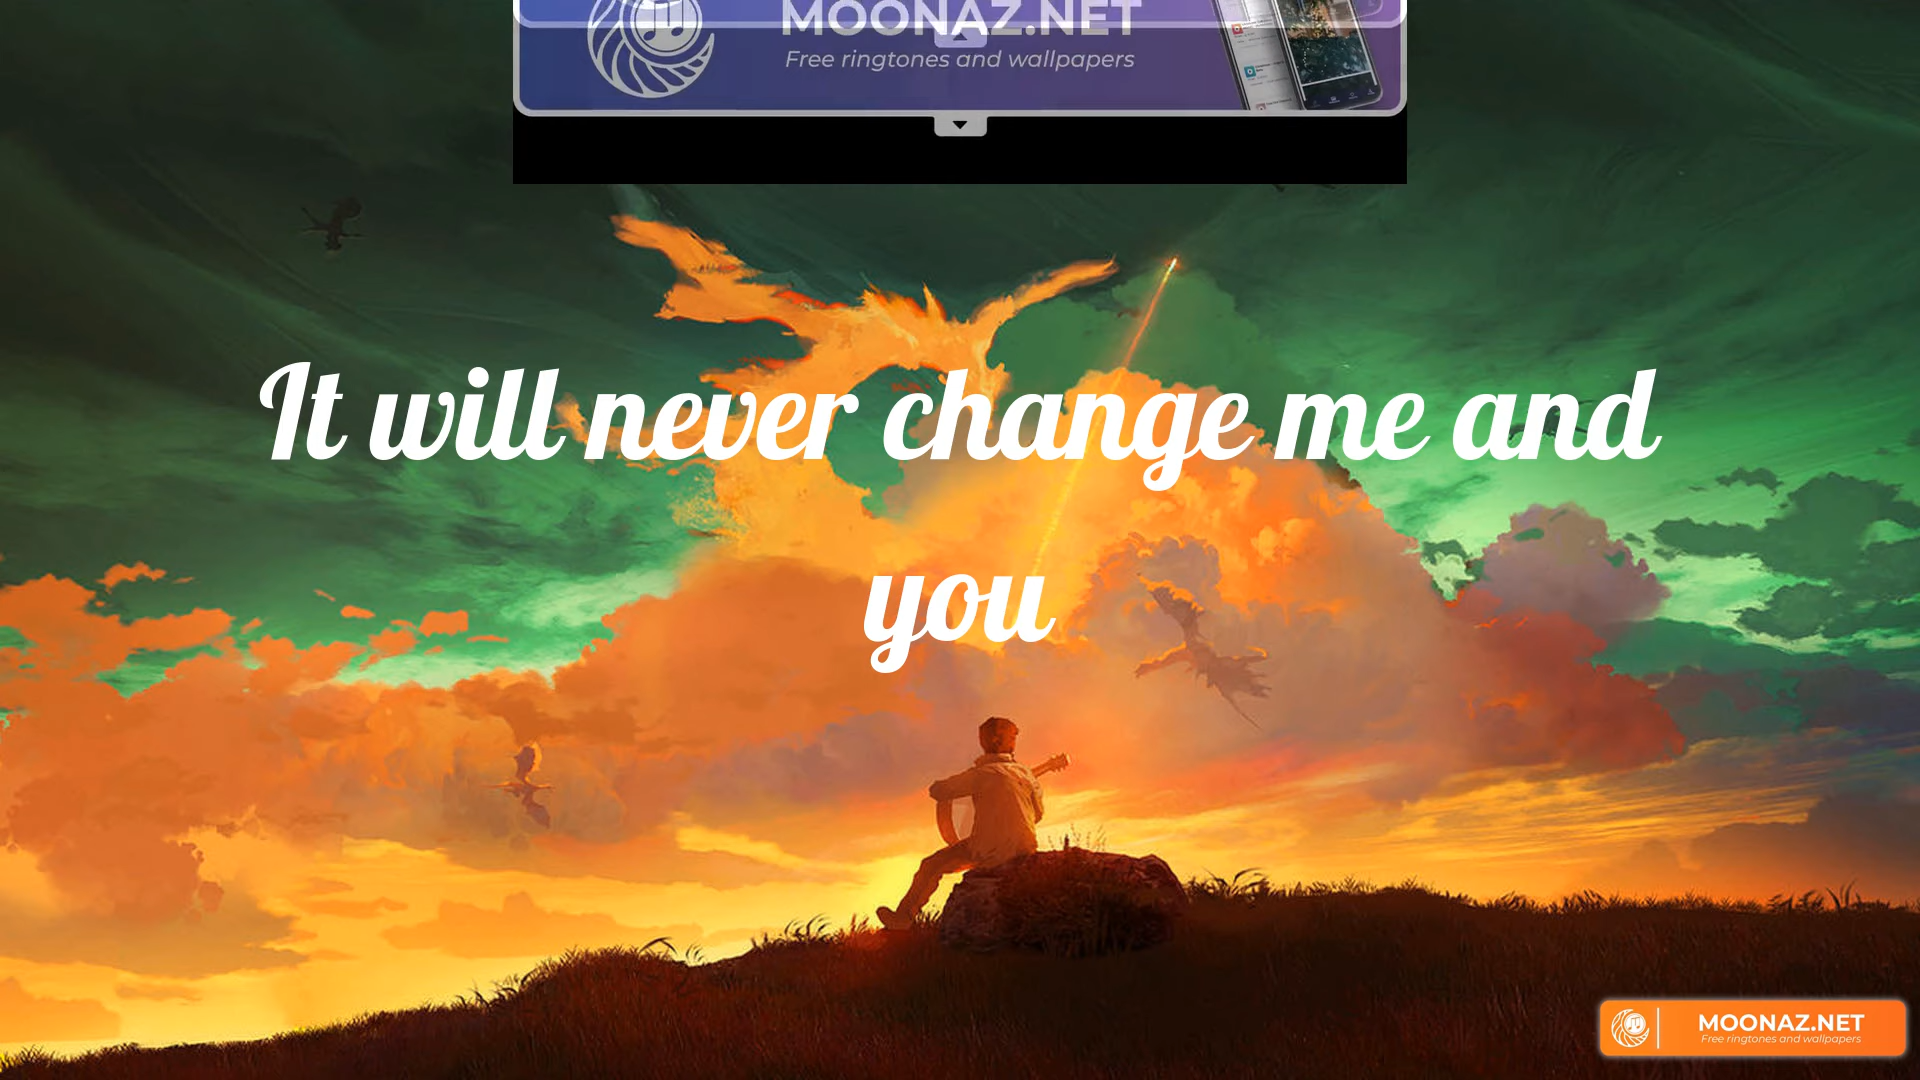 MOONAZ.NET
Free ringtones and wallpapers
It will never change me and
you
MOONAZ.NET
Free ringtones and wallpapers